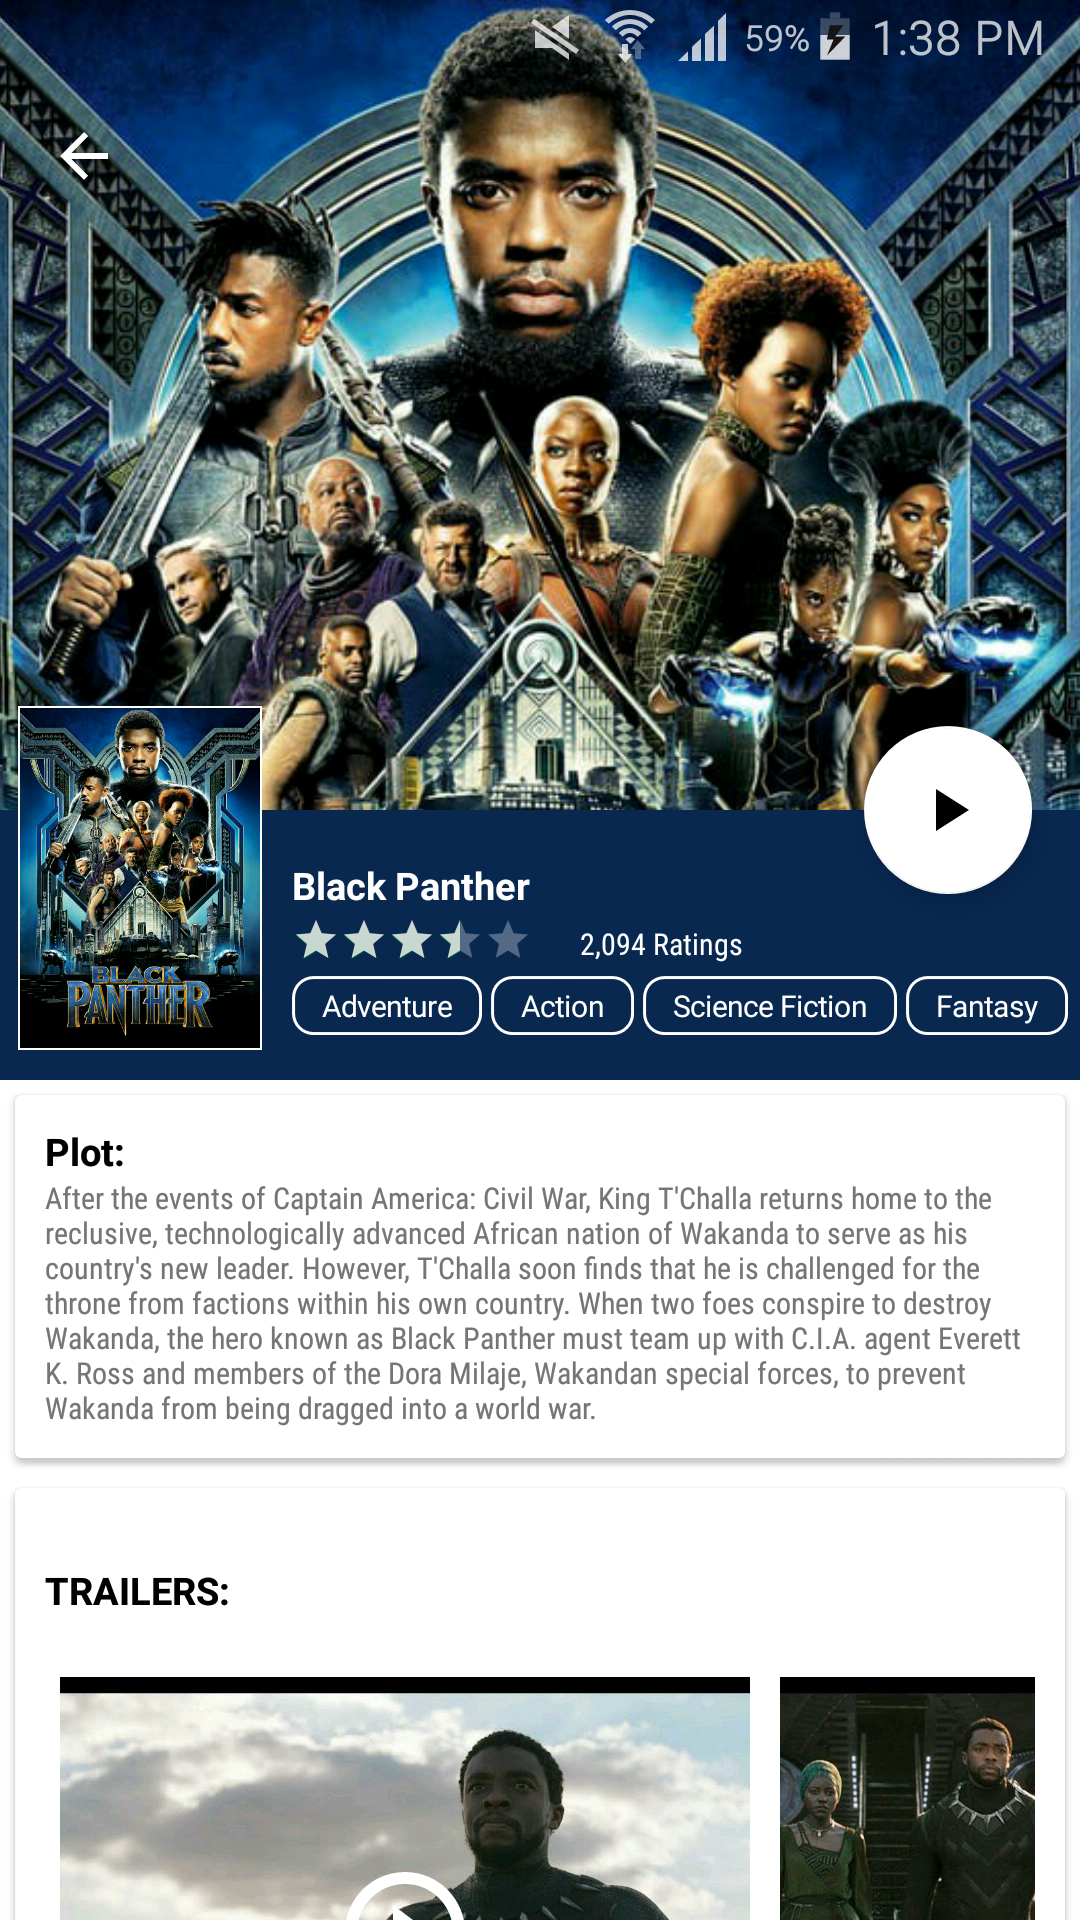 59% 1:38 PM
BLACK
PANTHER
Black Panther
2,094 Ratings
Adventure
Action
Science Fiction
Fantasy
Plot:
After the events of Captain America: Civil War, King T'Challa returns home to the
reclusive, technologically advanced African nation of Wakanda to serve as his
country's new leader. However, T'Challa soon finds that he is challenged for the
throne from factions within his own country. When two foes conspire to destroy
Wakanda, the hero known as Black Panther must team up with C.I.A. agent Everett
K. Ross and members of the Dora Milaje, Wakandan special forces, to prevent
Wakanda from being dragged into a world war.
TRAILERS: